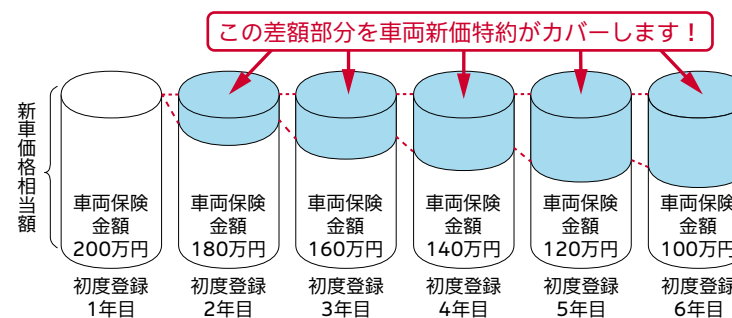 この差額部分を車両新価特約がカバーします！
新車価格相当額
車両保険
金額
200万円
初度登録
1年目
車両保険
金額
180万円
初度登録
2年目
車両保険
金額
160万円
初度登録
3年目
車両保険
金額
140万円
初度登録
4年目
車両保険
金額
120万円
初度登録
5年目
車両保険
金額
100万円
初度登録
6年目